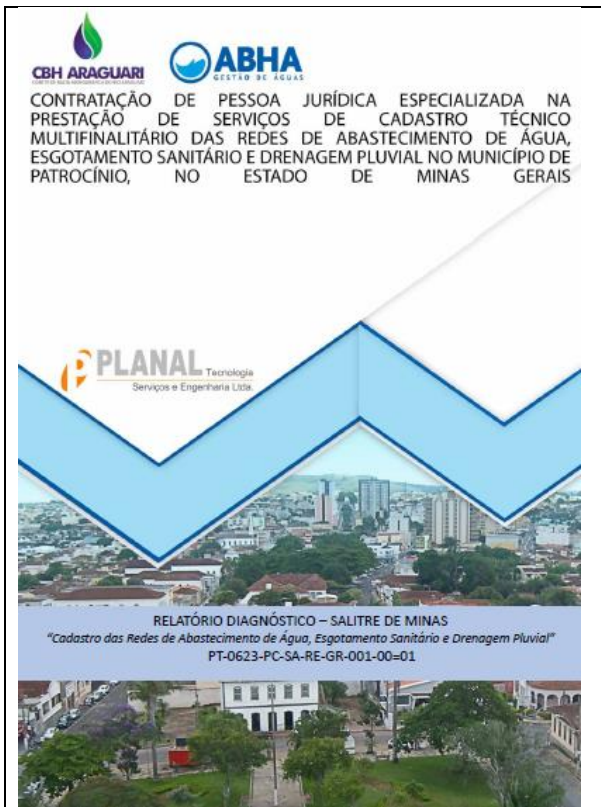 CBH ARAGUARI
ABHA
GESTÃO DE ÁGUAS
CONTRATAÇÃO DE PESSOA JURÍDICA ESPECIALIZADA NA
PRESTAÇÃO DE SERVIÇOS DE CADASTRO TÉCNICO
MULTIFINALITÁRIO DAS REDES DE ABASTECIMENTO DE ÁGUA,
ESGOTAMENTO SANITÁRIO E DRENAGEM PLUVIAL NO MUNICÍPIO DE
PATROCÍNIO, NO ESTADO DE MINAS GERAIS
PLANAL Tecnologia
Serviços e Engenharia Ltda.
RELATÓRIO DIAGNÓSTICO – SALITRE DE MINAS
"Cadastro das Redes de Abastecimento de Água, Esgotamento Sanitário e Drenagem Pluvial"
PT-0623-PC-SA-RE-GR-001-00=01